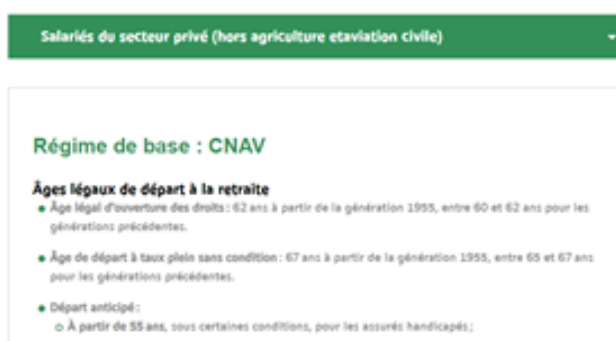 Salariés du secteur privé (hors agriculture etaviation civile)
Régime de base : CNAV
Âges légaux de départ à la retraite
Âge légal d'ouverture des droits : 62 ans à partir de la génération 1955, entre 60 et 62 ans pour les
générations précédentes.
Âge de départ à taux plein sans condition : 67 ans à partir de la génération 1955, entre 65 et 67 ans
pour les générations précédentes.
Départ anticipé :
À partir de 55 ans, sous certaines conditions, pour les assurés handicapés ;